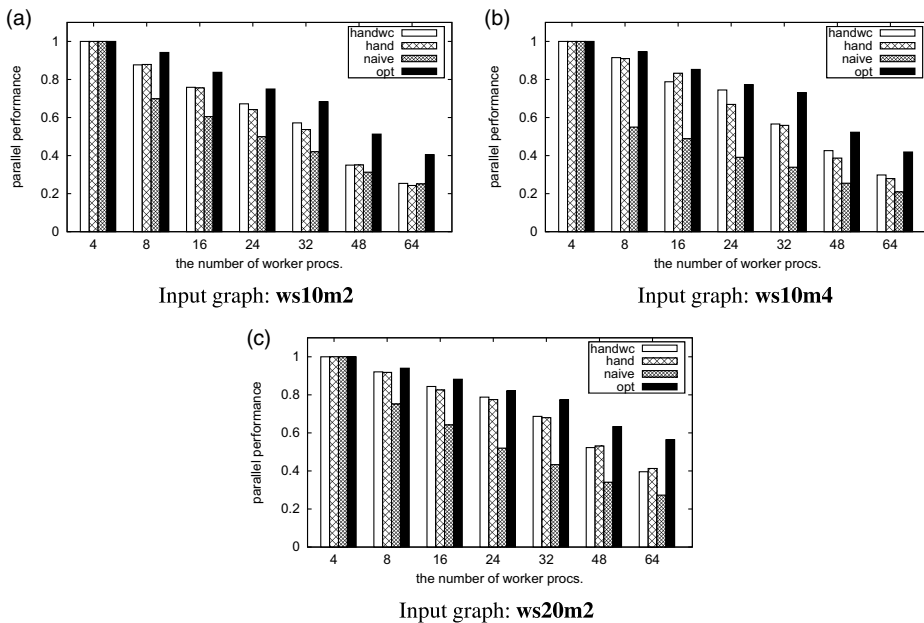 (a)
handwc
hand
naive
opt
1
0.8
0.6
0.4
0.2
0
parallel performance
4 8 16 24 32 48 64
the number of worker procs.
Input graph: ws10m2
(b)
handwc
hand
naive
opt
1
0.8
0.6
0.4
0.2
0
parallel performance
4 8 16 24 32 48 64
the number of worker procs.
Input graph: ws10m4
(c)
handwc
hand
naive
opt
1
0.8
0.6
0.4
0.2
0
parallel performance
4 8 16 24 32 48 64
the number of worker procs.
Input graph: ws20m2